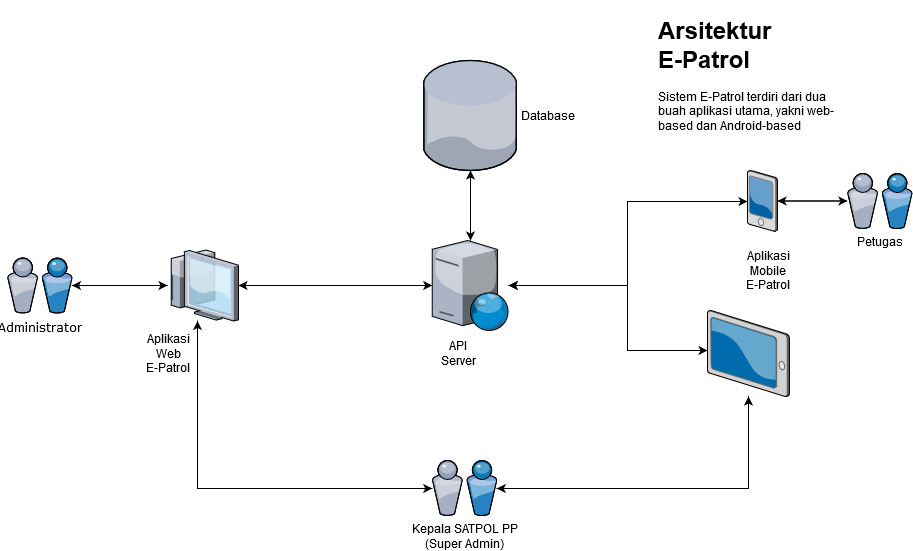 Arsitektur
E-Patrol
Sistem E-Patrol terdiri dari dua
buah aplikasi utama, yakni web-
based dan Android-based
Database
Petugas
Aplikasi
Mobile
E-Patrol
Administrator
Aplikasi
Web
E-Patrol
API
Server
Kepala SATPOL PP
(Super Admin)